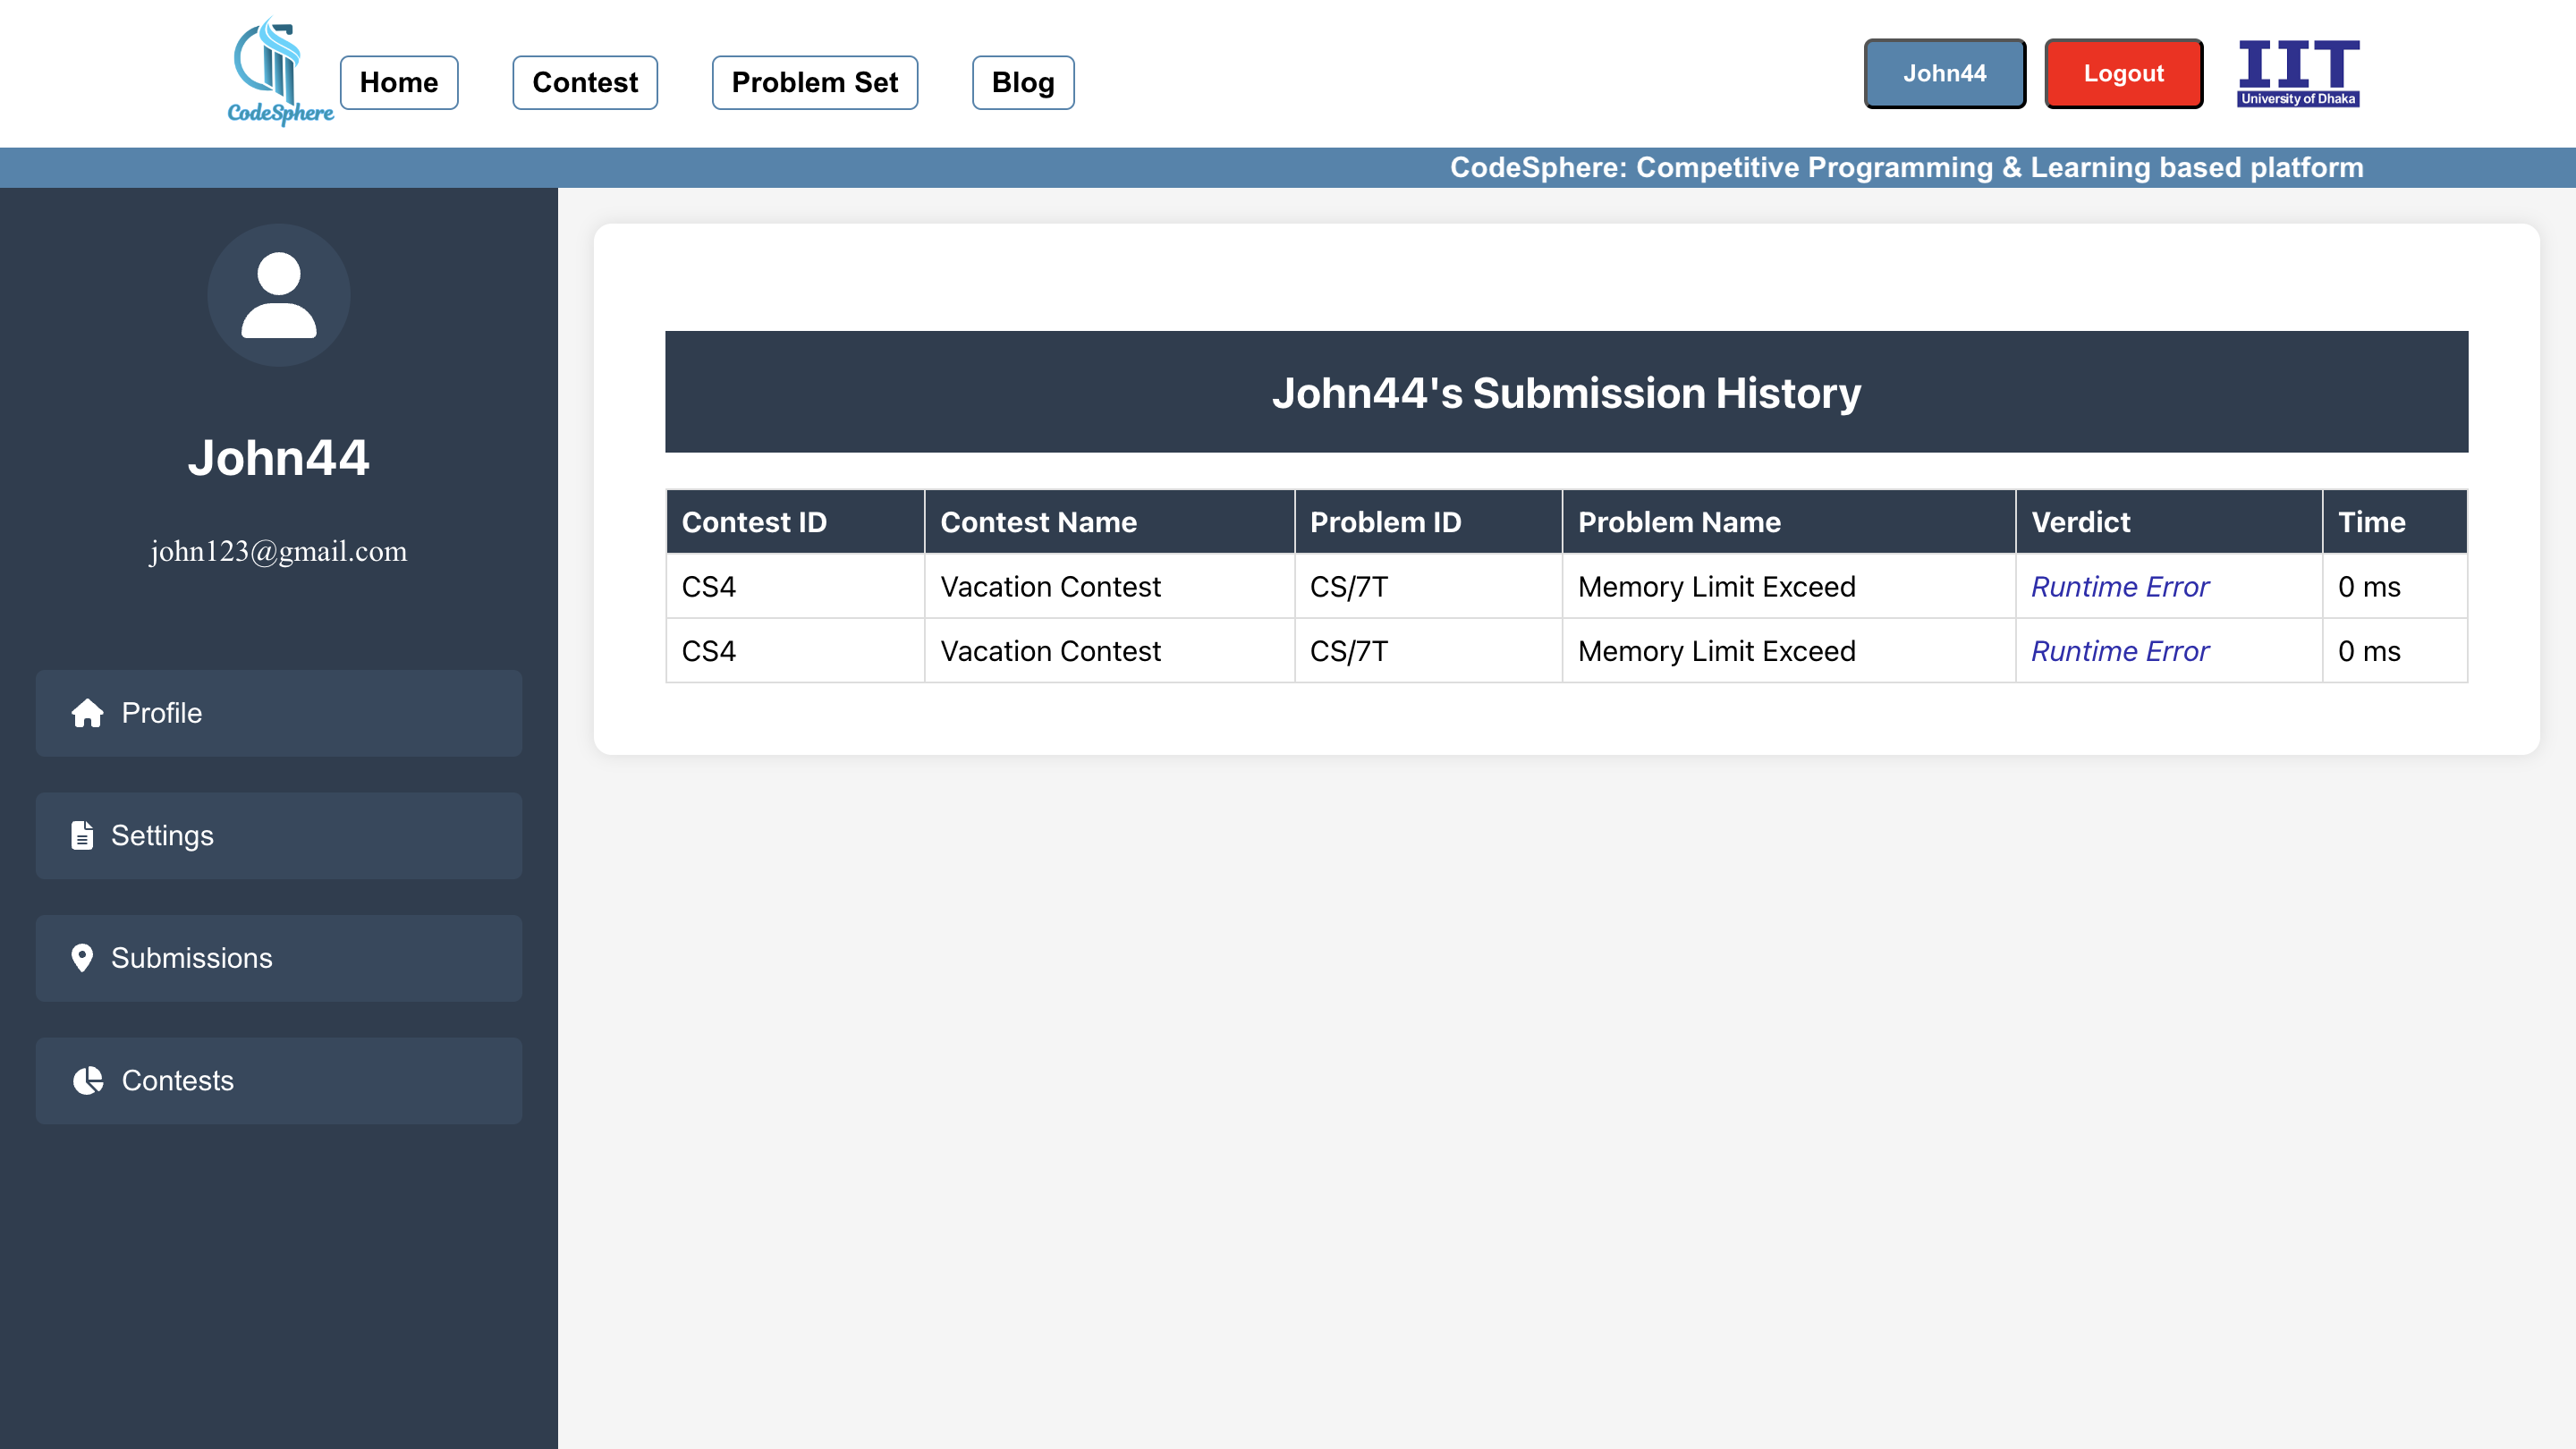 CodeSphere
Home
Contest
Problem Set
Blog
John44
Logout
IIT
University of Dhaka
CodeSphere: Competitive Programming & Learning based platform
John44
john123@gmail.com
Profile
Settings
Submissions
Contests
John44's Submission History
Contest ID Contest Name Problem ID Problem Name Verdict Time
CS4 Vacation Contest CS/7T Memory Limit Exceed Runtime Error 0 ms
CS4 Vacation Contest CS/7T Memory Limit Exceed Runtime Error 0 ms